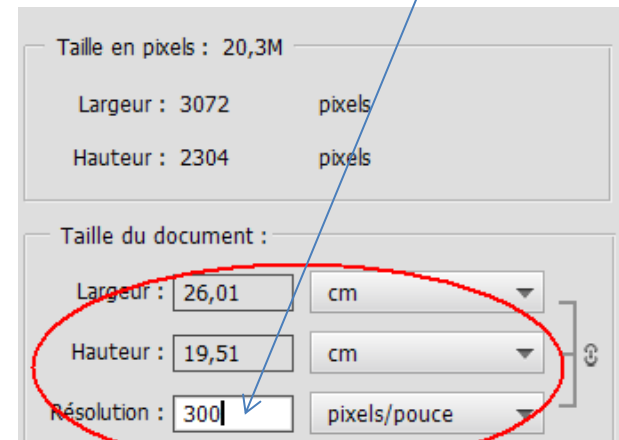 Taille en pixels : 20,3M
Largeur : 3072 pixels
Hauteur : 2304 pixels
Taille du document :
Largeur : 26,01 cm
Hauteur : 19,51 cm
Résolution : 300 pixels/pouce